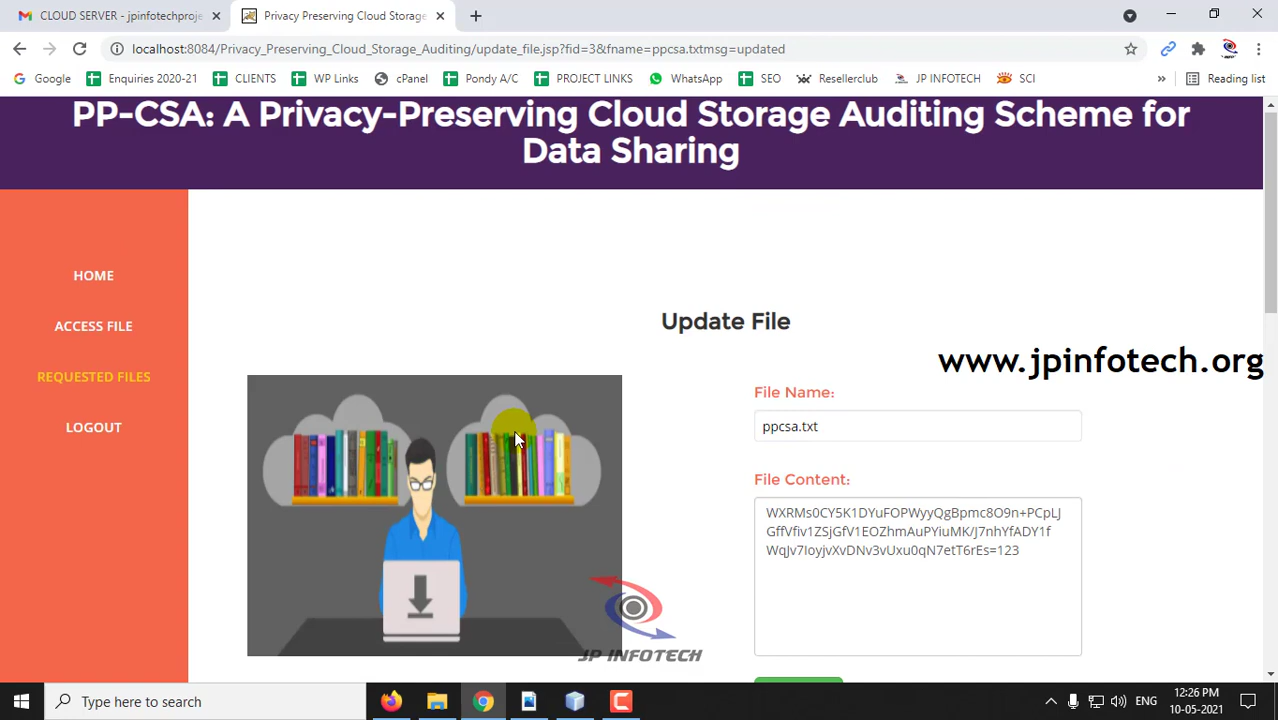 CLOUD SERVER - jpinfotechproje
Privacy Preserving Cloud Storage
localhost:8084/Privacy_Preserving_Cloud_Storage_Auditing/update_file.jsp?fid=3&fname=ppcsa.txtmsg=updated
Google
Enquiries 2020-21
CLIENTS
WP Links
cPanel
Pondy A/C
PROJECT LINKS
WhatsApp
SEO
Resellerclub
JP INFOTECH
SCI
»
Reading list
PP-CSA: A Privacy-Preserving Cloud Storage Auditing Scheme for
Data Sharing
HOME
ACCESS FILE
REQUESTED FILES
LOGOUT
Update File
www.jpinfotech.org
File Name:
ppcsa.txt
File Content:
WXRMs0CY5K1DYuFOPWyyQgBpmc8O9n+PCpLJ
GffVfiv1ZSjGfV1EOZhmAuPYiuMK/J7nhYfADY1f
WqJv7IoyjvXvDNv3vUxu0qN7etT6rEs=123
JP INFOTECH
Type here to search
ENG
12:26 PM
10-05-2021